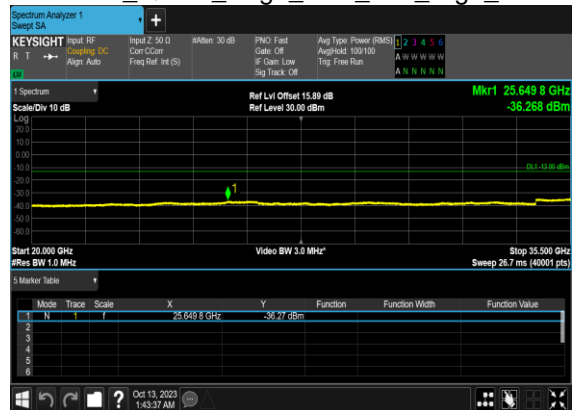 Spectrum Analyzer 1
Swept SA
KEYSIGHT
R T
Input: RF
Coupling: DC
Align: Auto
Input Z: 50 Ω
Corr CCorr
Freq Ref: Int (S)
#Atten: 30 dB
PNO: Fast
Gate: Off
IF Gain: Low
Sig Track: Off
Avg Type: Power (RMS)
Avg|Hold: 100/100
Trig: Free Run
1 2 3 4 5 6
A W W W W W
A N N N N N
1 Spectrum
Scale/Div 10 dB
Log
Ref Lvl Offset 15.89 dB
Ref Level 30.00 dBm
Mkr1 25.649 8 GHz
-36.268 dBm
20.0
10.0
0.00
-10.0
-20.0
-30.0
-40.0
-50.0
-60.0
DL1 -13.00 dBm
1
Start 20.000 GHz
#Res BW 1.0 MHz
Video BW 3.0 MHz*
Stop 35.500 GHz
Sweep 26.7 ms (40001 pts)
5 Marker Table
Mode Trace Scale X Y Function Function Width Function Value
1 N 1 f 25.649 8 GHz -36.27 dBm
2
3
4
5
6
?
Oct 13, 2023
1:43:37 AM